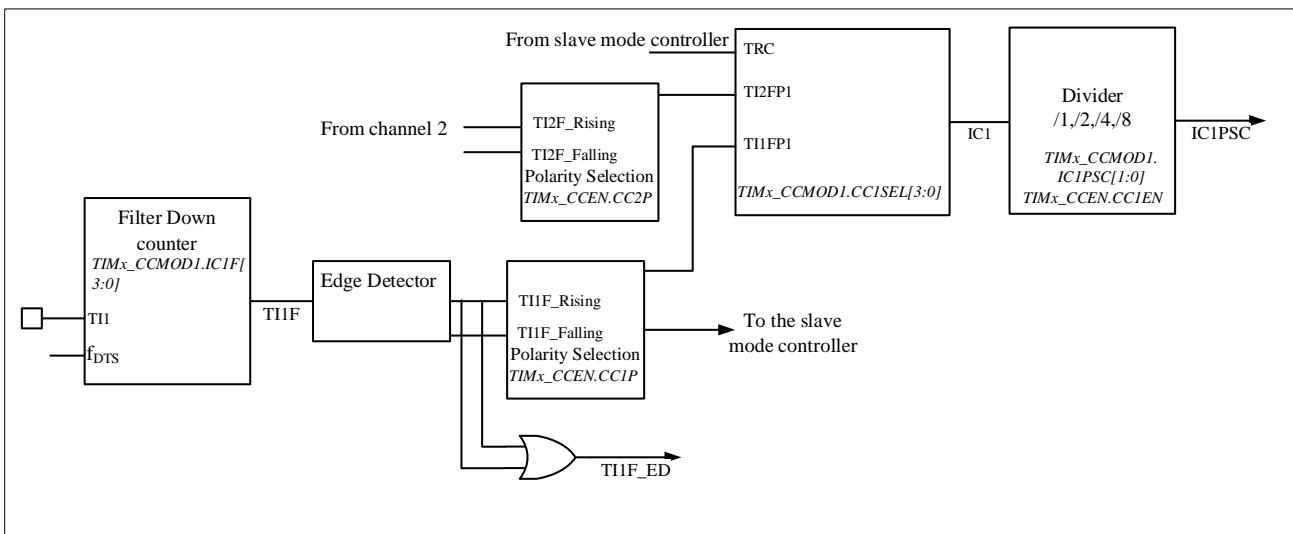 From slave mode controller
TRC
TI2FP1
TI1FP1
TIMx_CCMOD1.CC1SEL[3:0]
From channel 2
TI2F_Rising
TI2F_Falling
Polarity Selection
TIMx_CCEN.CC2P
IC1
Divider
/1,/2,/4,/8
TIMx_CCMOD1.
IC1PSC[1:0]
TIMx_CCEN.CC1EN
IC1PSC
Filter Down
counter
TIMx_CCMOD1.IC1F[
3:0]
TI1
fDTS
TI1F
Edge Detector
TI1F_Rising
TI1F_Falling
Polarity Selection
TIMx_CCEN.CC1P
To the slave
mode controller
TI1F_ED